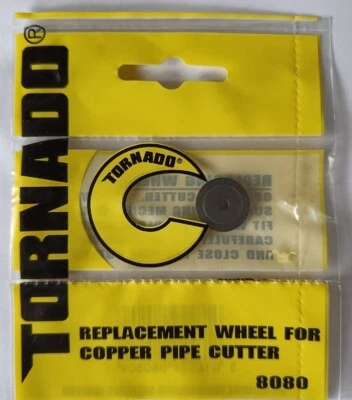 TORNADO®
TORNADO®
REPLACEMENT WHEEL FOR
COPPER PIPE CUTTER
8080